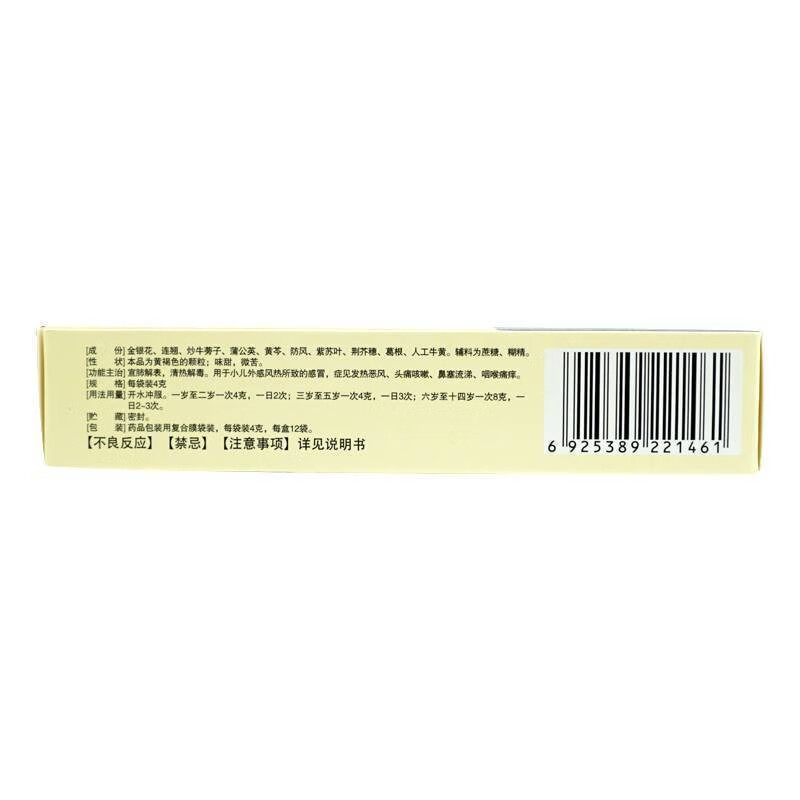 [成　份] 金银花、连翘、炒牛蒡子、蒲公英、黄芩、防风、紫苏叶、荆芥穗、葛根、人工牛黄。辅料为蔗糖、糊精。
[性　状] 本品为黄褐色的颗粒；味甜，微苦。
[功能主治] 宣肺解表，清热解毒。用于小儿外感风热所致的感冒，症见发热恶风、头痛咳嗽、鼻塞流涕、咽喉痛痒。
[规　格] 每袋装4克
[用法用量] 开水冲服。一岁至二岁一次4克，一日2次；三岁至五岁一次4克，一日3次；六岁至十四岁一次8克，一
日2-3次。
[贮　藏] 密封。
[包　装] 药品包装用复合膜袋装，每袋装4克，每盒12袋。
【不良反应】【禁忌】【注意事项】详见说明书
6 925389 221461